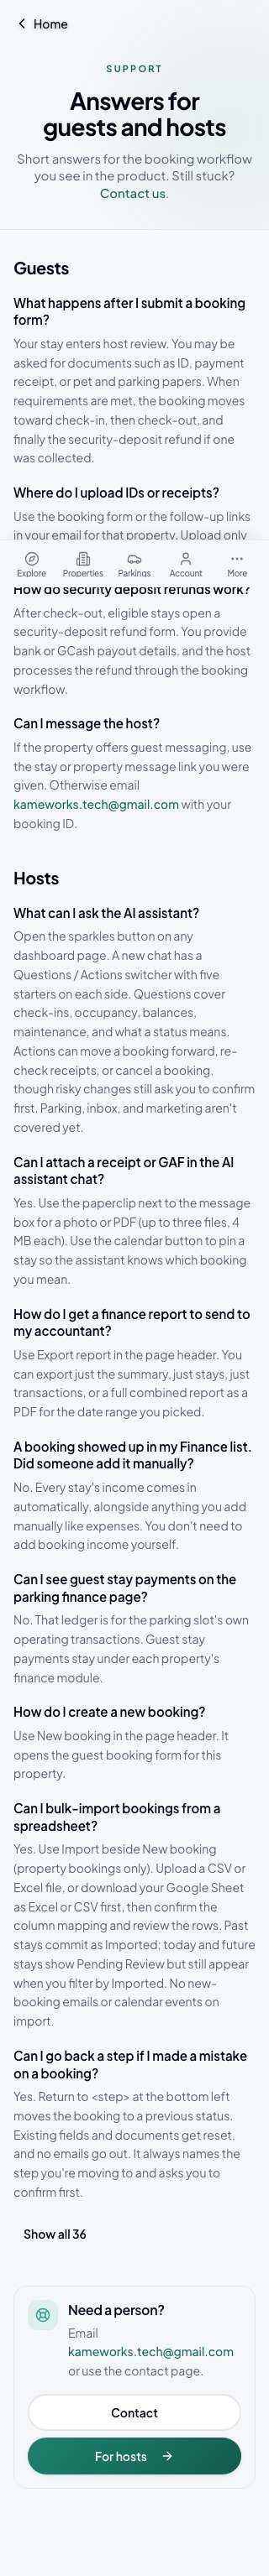 Home
SUPPORT
Answers for
guests and hosts
Short answers for the booking workflow
you see in the product. Still stuck?
Contact us.
Guests
What happens after I submit a booking
form?
Your stay enters host review. You may be
asked for documents such as ID, payment
receipt, or pet and parking papers. When
requirements are met, the booking moves
toward check-in, then check-out, and
finally the security-deposit refund if one
was collected.
Where do I upload IDs or receipts?
Use the booking form or the follow-up links
in your email for that property. Upload only
Explore
Properties
Parkings
Account
More
How do security deposit refunds work?
After check-out, eligible stays open a
security-deposit refund form. You provide
bank or GCash payout details, and the host
processes the refund through the booking
workflow.
Can I message the host?
If the property offers guest messaging, use
the stay or property message link you were
given. Otherwise email
kameworks.tech@gmail.com with your
booking ID.
Hosts
What can I ask the AI assistant?
Open the sparkles button on any
dashboard page. A new chat has a
Questions / Actions switcher with five
starters on each side. Questions cover
check-ins, occupancy, balances,
maintenance, and what a status means.
Actions can move a booking forward, re-
check receipts, or cancel a booking,
though risky changes still ask you to confirm
first. Parking, inbox, and marketing aren't
covered yet.
Can I attach a receipt or GAF in the AI
assistant chat?
Yes. Use the paperclip next to the message
box for a photo or PDF (up to three files, 4
MB each). Use the calendar button to pin a
stay so the assistant knows which booking
you mean.
How do I get a finance report to send to
my accountant?
Use Export report in the page header. You
can export just the summary, just stays, just
transactions, or a full combined report as a
PDF for the date range you picked.
A booking showed up in my Finance list.
Did someone add it manually?
No. Every stay's income comes in
automatically, alongside anything you add
manually like expenses. You don't need to
add booking income yourself.
Can I see guest stay payments on the
parking finance page?
No. That ledger is for the parking slot's own
operating transactions. Guest stay
payments stay under each property's
finance module.
How do I create a new booking?
Use New booking in the page header. It
opens the guest booking form for this
property.
Can I bulk-import bookings from a
spreadsheet?
Yes. Use Import beside New booking
(property bookings only). Upload a CSV or
Excel file, or download your Google Sheet
as Excel or CSV first, then confirm the
column mapping and review the rows. Past
stays commit as Imported; today and future
stays show Pending Review but still appear
when you filter by Imported. No new-
booking emails or calendar events on
import.
Can I go back a step if I made a mistake
on a booking?
Yes. Return to <step> at the bottom left
moves the booking to a previous status.
Existing fields and documents get reset,
and no emails go out. It always names the
step you're moving to and asks you to
confirm first.
Show all 36
Need a person?
Email
kameworks.tech@gmail.com
or use the contact page.
Contact
For hosts